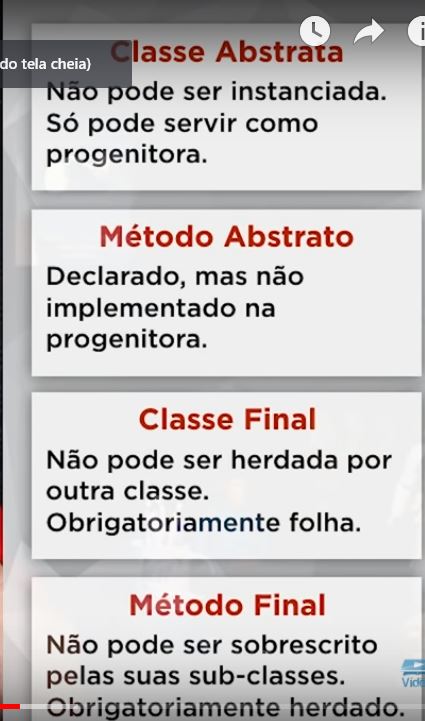 Classe Abstrata
do tela cheia)
Não pode ser instanciada.
Só pode servir como
progenitora.
Método Abstrato
Declarado, mas não
implementado na
progenitora.
Classe Final
Não pode ser herdada por
outra classe.
Obrigatoriamente folha.
Método Final
Não pode ser sobrescrito
pelas suas sub-classes.
Obrigatoriamente herdado.